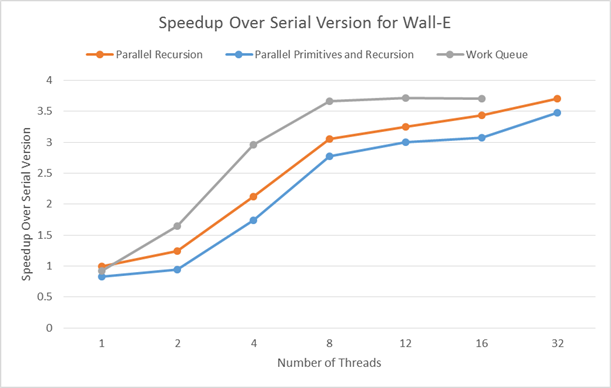 Speedup Over Serial Version for Wall-E
Parallel Recursion Parallel Primitives and Recursion Work Queue
Speedup Over Serial Version
4
3.5
3
2.5
2
1.5
1
0.5
0
1 2 4 8 12 16 32
Number of Threads